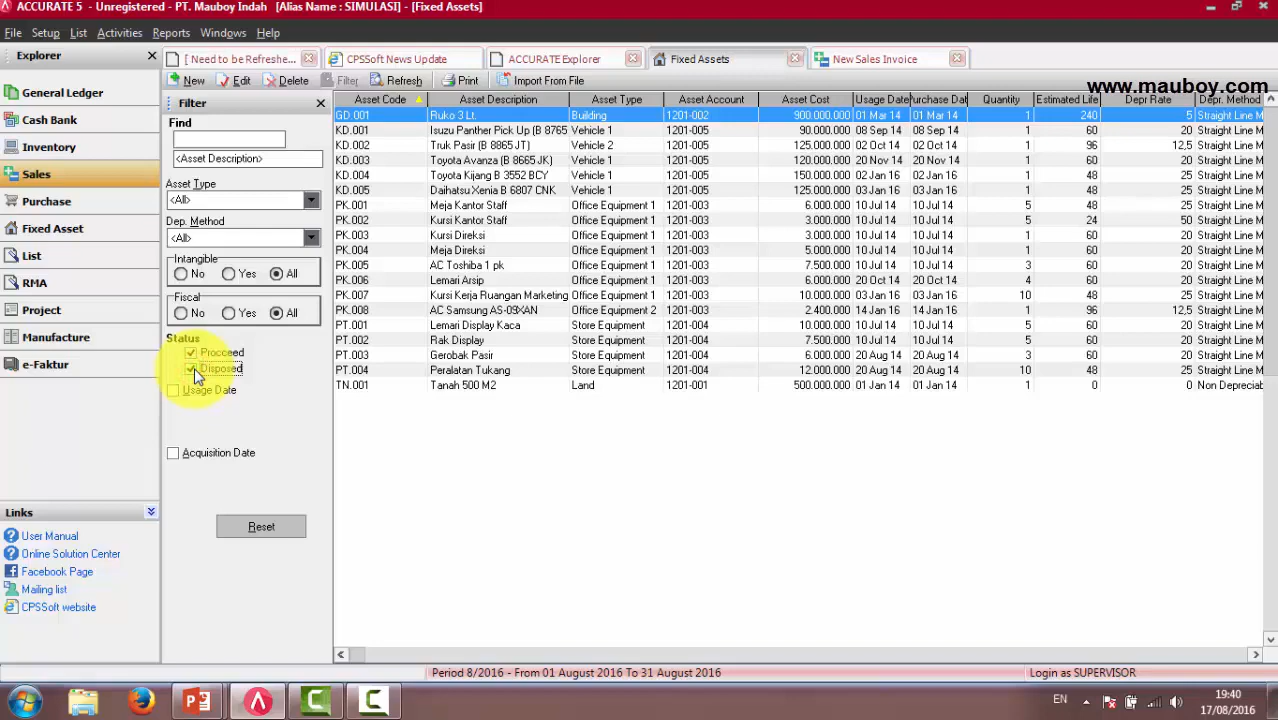 ACCURATE 5 - Unregistered - PT. Mauboy Indah [Alias Name : SIMULASI] - [Fixed Assets]
File Setup List Activities Reports Windows Help
Explorer
[ Need to be Refreshe... CPSSoft News Update ACCURATE Explorer Fixed Assets New Sales Invoice
New Edit Delete Filter Refresh Print Import From File
www.mauboy.com
General Ledger
Cash Bank
Inventory
Sales
Purchase
Fixed Asset
List
RMA
Project
Manufacture
e-Faktur
Links
User Manual
Online Solution Center
Facebook Page
Mailing list
CPSSoft website
Filter
Find
<Asset Description>
Asset Type
<All>
Dep. Method
<All>
Intangible
No Yes All
Fiscal
No Yes All
Status
Procceed
Disposed
Usage Date
Acquisition Date
Reset
Asset Code Asset Description Asset Type Asset Account Asset Cost Usage Date Purchase Dat Quantity Estimated Life Depr Rate Depr. Method
GD.001 Ruko 3 Lt. Building 1201-002 900.000.000 01 Mar 14 01 Mar 14 1 240 5 Straight Line M
KD.001 Isuzu Panther Pick Up (B 8765 Vehicle 1 1201-005 90.000.000 08 Sep 14 08 Sep 14 1 60 20 Straight Line M
KD.002 Truk Pasir (B 8765 JT) Vehicle 2 1201-005 125.000.000 02 Oct 14 02 Oct 14 1 96 12,5 Straight Line M
KD.003 Toyota Avanza (B 8665 JK) Vehicle 1 1201-005 120.000.000 20 Nov 14 20 Nov 14 1 60 20 Straight Line M
KD.004 Toyota Kijang B 3552 BCY Vehicle 1 1201-005 150.000.000 02 Jan 16 02 Jan 16 1 48 25 Straight Line M
KD.005 Daihatsu Xenia B 6807 CNK Vehicle 1 1201-005 125.000.000 03 Jan 16 03 Jan 16 1 48 25 Straight Line M
PK.001 Meja Kantor Staff Office Equipment 1 1201-003 6.000.000 10 Jul 14 10 Jul 14 5 48 25 Straight Line M
PK.002 Kursi Kantor Staff Office Equipment 1 1201-003 3.000.000 10 Jul 14 10 Jul 14 5 24 50 Straight Line M
PK.003 Kursi Direksi Office Equipment 1 1201-003 3.000.000 10 Jul 14 10 Jul 14 1 60 20 Straight Line M
PK.004 Meja Direksi Office Equipment 1 1201-003 5.000.000 10 Jul 14 10 Jul 14 1 60 20 Straight Line M
PK.005 AC Toshiba 1 pk Office Equipment 1 1201-003 7.500.000 10 Jul 14 10 Jul 14 3 60 20 Straight Line M
PK.006 Lemari Arsip Office Equipment 1 1201-003 6.000.000 20 Oct 14 20 Oct 14 4 60 20 Straight Line M
PK.007 Kursi Kerja Ruangan Marketing Office Equipment 1 1201-003 10.000.000 03 Jan 16 03 Jan 16 10 48 25 Straight Line M
PK.008 AC Samsung AS-09XAN Office Equipment 2 1201-003 2.400.000 14 Jan 16 14 Jan 16 1 96 12,5 Straight Line M
PT.001 Lemari Display Kaca Store Equipment 1201-004 10.000.000 10 Jul 14 10 Jul 14 5 60 20 Straight Line M
PT.002 Rak Display Store Equipment 1201-004 7.500.000 10 Jul 14 10 Jul 14 5 48 25 Straight Line M
PT.003 Gerobak Pasir Store Equipment 1201-004 6.000.000 20 Aug 14 20 Aug 14 3 60 20 Straight Line M
PT.004 Peralatan Tukang Store Equipment 1201-004 12.000.000 20 Aug 14 20 Aug 14 10 48 25 Straight Line M
TN.001 Tanah 500 M2 Land 1201-001 500.000.000 01 Jan 14 01 Jan 14 1 0 0 Non Depreciab
Period 8/2016 - From 01 August 2016 To 31 August 2016 Login as SUPERVISOR
EN 19:40
17/08/2016